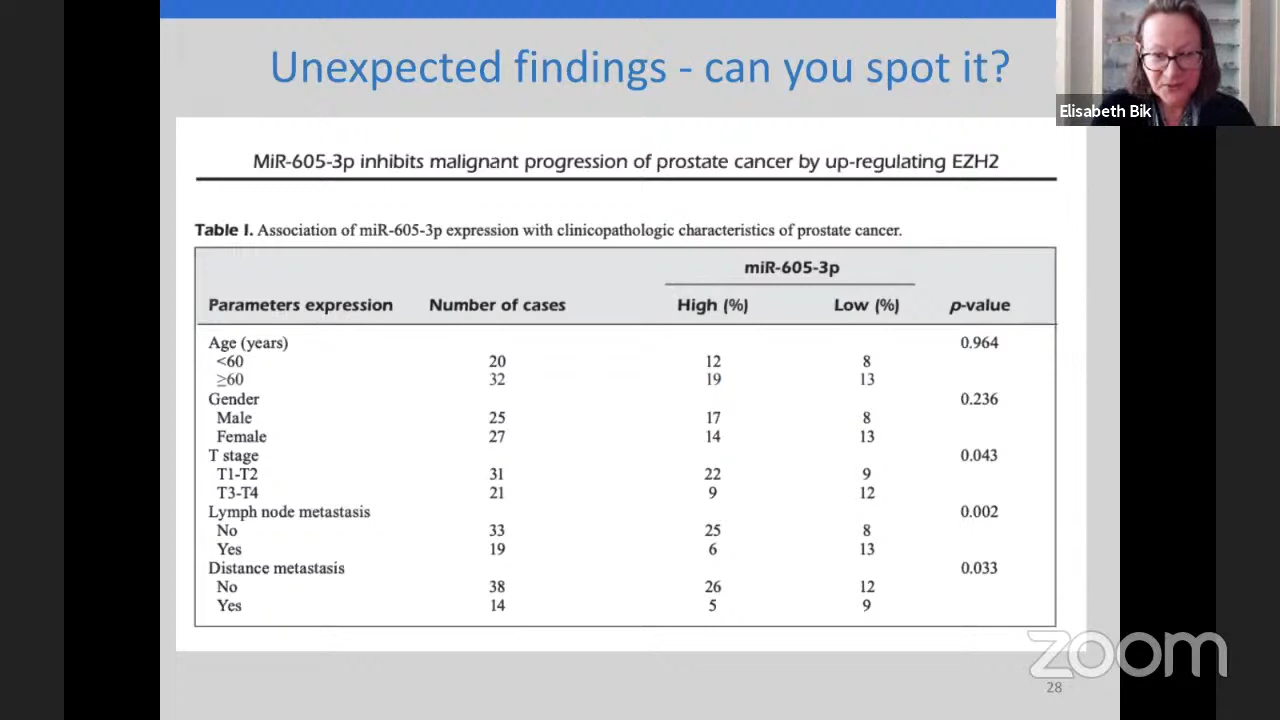 Unexpected findings - can you spot it?
Elisabeth Bik
MiR-605-3p inhibits malignant progression of prostate cancer by up-regulating EZH2
Table I. Association of miR-605-3p expression with clinicopathologic characteristics of prostate cancer.
miR-605-3p
Parameters expression Number of cases High (%) Low (%) p-value
Age (years) 0.964
<60 20 12 8
≥60 32 19 13
Gender 0.236
Male 25 17 8
Female 27 14 13
T stage 0.043
T1-T2 31 22 9
T3-T4 21 9 12
Lymph node metastasis 0.002
No 33 25 8
Yes 19 6 13
Distance metastasis 0.033
No 38 26 12
Yes 14 5 9
zoom
28